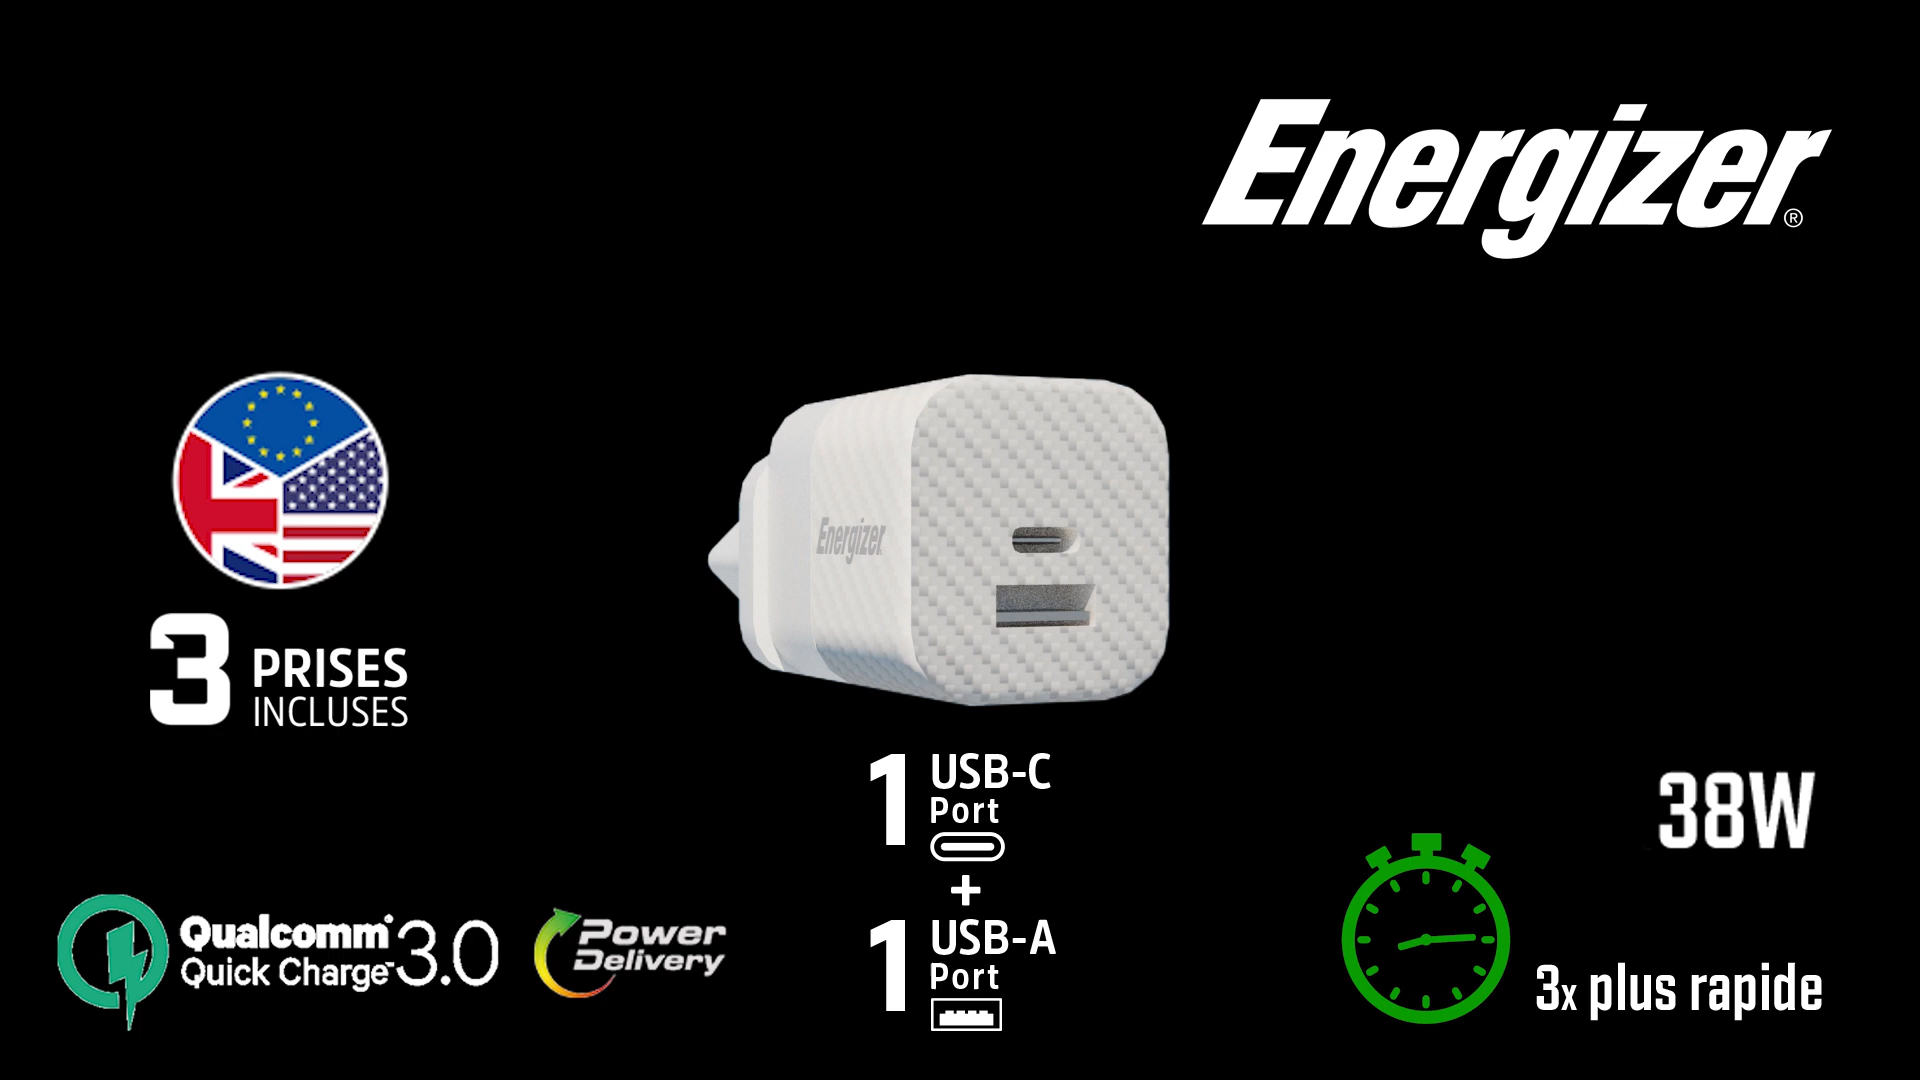 Energizer®
Energizer
3 PRISES
INCLUSES
1 USB-C
Port
+
1 USB-A
Port
38W
3x plus rapide
Qualcomm®
Quick Charge™ 3.0
Power
Delivery